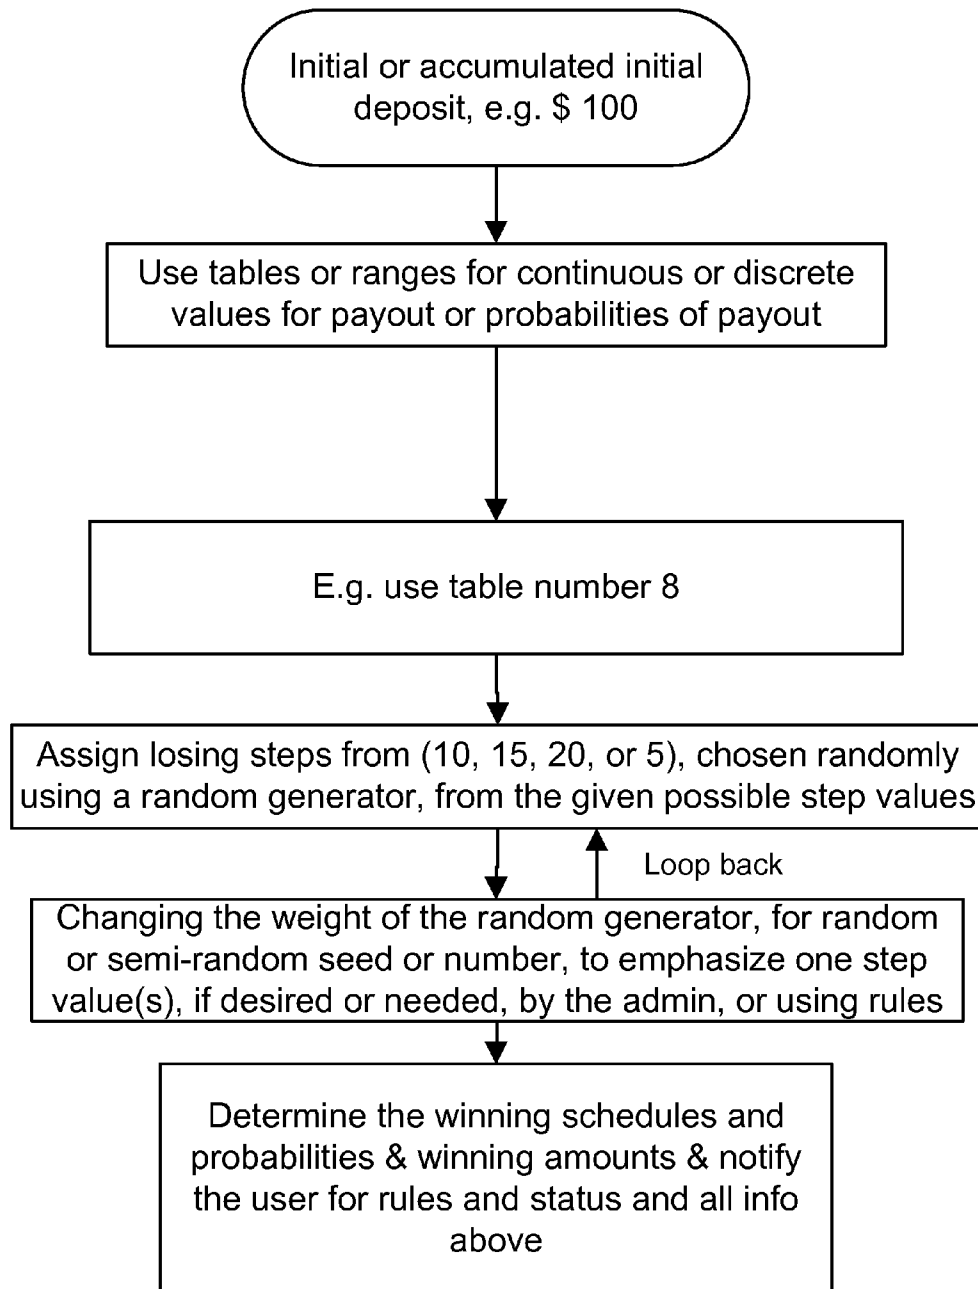 Initial or accumulated initial
deposit, e.g. $ 100
Use tables or ranges for continuous or discrete
values for payout or probabilities of payout
E.g. use table number 8
Assign losing steps from (10, 15, 20, or 5), chosen randomly
using a random generator, from the given possible step values
Loop back
Changing the weight of the random generator, for random
or semi-random seed or number, to emphasize one step
value(s), if desired or needed, by the admin, or using rules
Determine the winning schedules and
probabilities & winning amounts & notify
the user for rules and status and all info
above